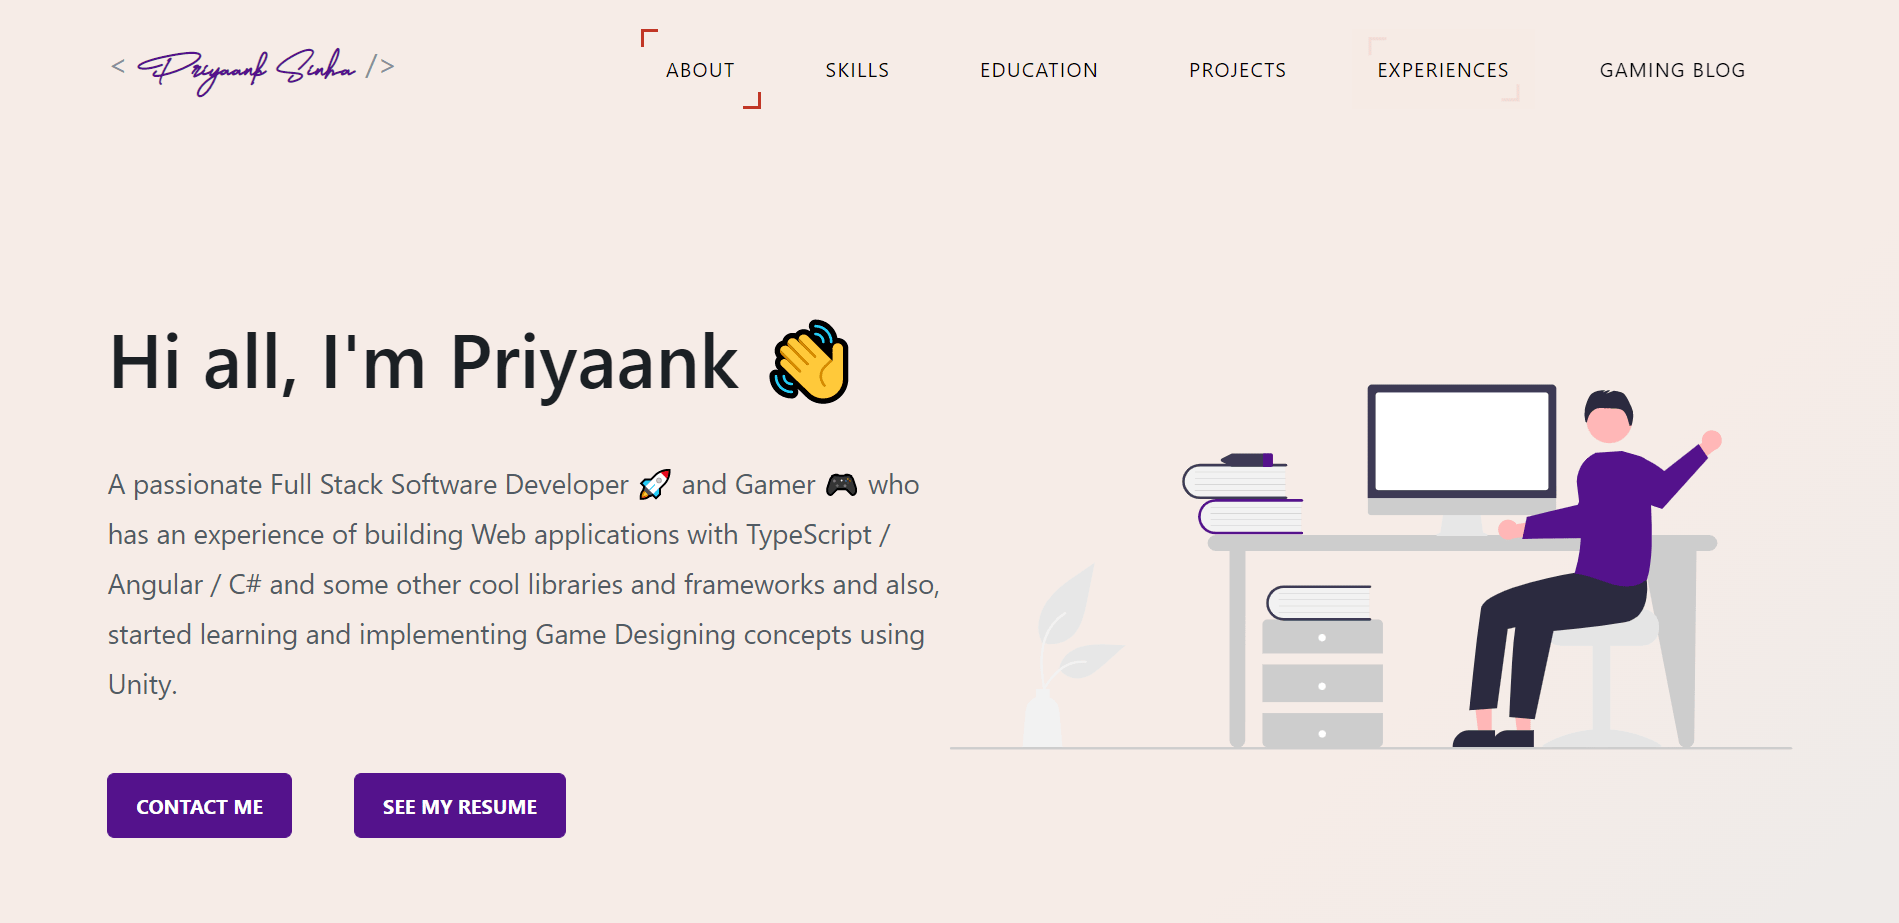 < Priyaank Sinha />
ABOUT
SKILLS
EDUCATION
PROJECTS
EXPERIENCES
GAMING BLOG
Hi all, I'm Priyaank 👋
A passionate Full Stack Software Developer 🚀 and Gamer 🎮 who
has an experience of building Web applications with TypeScript /
Angular / C# and some other cool libraries and frameworks and also,
started learning and implementing Game Designing concepts using
Unity.
CONTACT ME
SEE MY RESUME